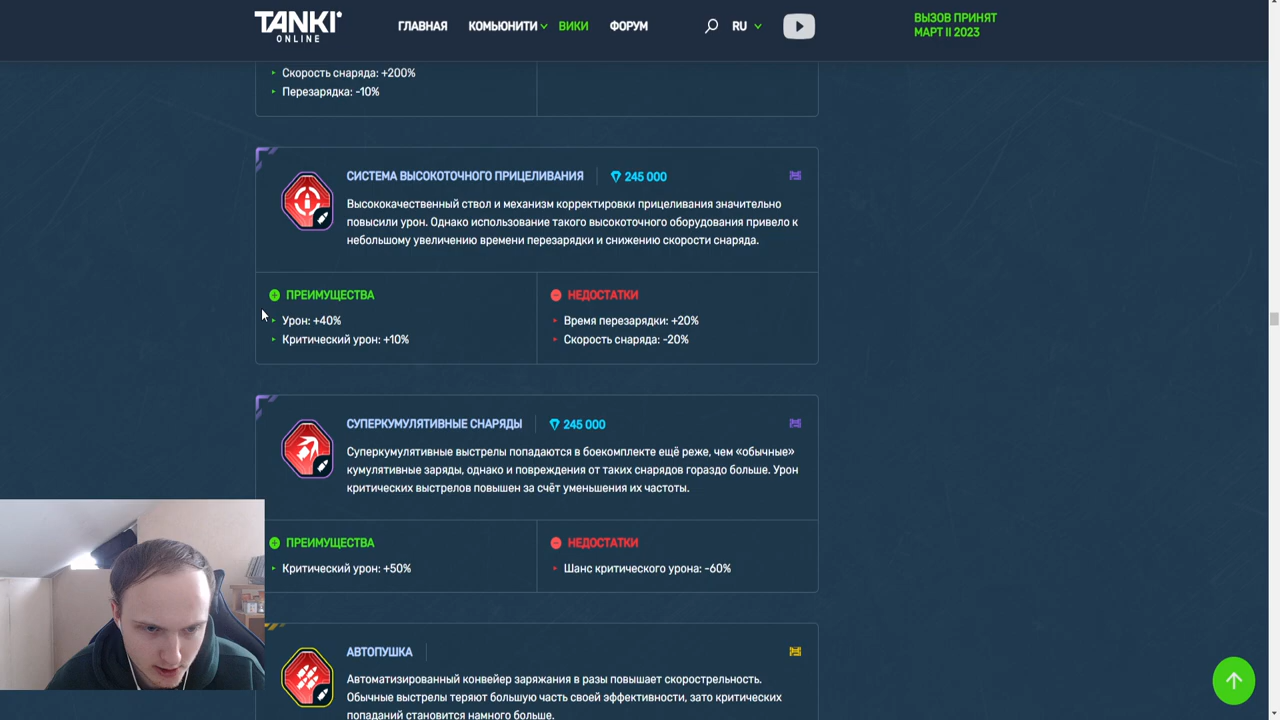 TANKI
ONLINE
ГЛАВНАЯ
КОМЬЮНИТИ
ВИКИ
ФОРУМ
RU
ВЫЗОВ ПРИНЯТ
МАРТ II 2023
Скорость снаряда: +200%
Перезарядка: -10%
СИСТЕМА ВЫСОКОТОЧНОГО ПРИЦЕЛИВАНИЯ
245 000
Высококачественный ствол и механизм корректировки прицеливания значительно
повысили урон. Однако использование такого высокоточного оборудования привело к
небольшому увеличению времени перезарядки и снижению скорости снаряда.
ПРЕИМУЩЕСТВА
Урон: +40%
Критический урон: +10%
НЕДОСТАТКИ
Время перезарядки: +20%
Скорость снаряда: -20%
СУПЕРКУМУЛЯТИВНЫЕ СНАРЯДЫ
245 000
Суперкумулятивные выстрелы попадаются в боекомплекте ещё реже, чем «обычные»
кумулятивные заряды, однако и повреждения от таких снарядов гораздо больше. Урон
критических выстрелов повышен за счёт уменьшения их частоты.
ПРЕИМУЩЕСТВА
Критический урон: +50%
НЕДОСТАТКИ
Шанс критического урона: -60%
АВТОПУШКА
Автоматизированный конвейер заряжания в разы повышает скорострельность.
Обычные выстрелы теряют большую часть своей эффективности, зато критических
попаданий становится намного больше.